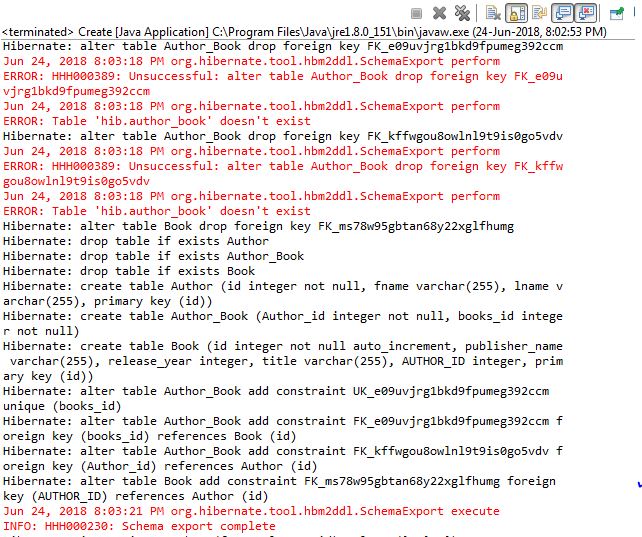 <terminated> Create [Java Application] C:\Program Files\Java\jre1.8.0_151\bin\javaw.exe (24-Jun-2018, 8:02:53 PM)
Hibernate: alter table Author_Book drop foreign key FK_e09uvjrg1bkd9fpumeg392ccm
Jun 24, 2018 8:03:18 PM org.hibernate.tool.hbm2ddl.SchemaExport perform
ERROR: HHH000389: Unsuccessful: alter table Author_Book drop foreign key FK_e09u
vjrg1bkd9fpumeg392ccm
Jun 24, 2018 8:03:18 PM org.hibernate.tool.hbm2ddl.SchemaExport perform
ERROR: Table 'hib.author_book' doesn't exist
Hibernate: alter table Author_Book drop foreign key FK_kffwgou8owlnl9t9is0go5vdv
Jun 24, 2018 8:03:18 PM org.hibernate.tool.hbm2ddl.SchemaExport perform
ERROR: HHH000389: Unsuccessful: alter table Author_Book drop foreign key FK_kffw
gou8owlnl9t9is0go5vdv
Jun 24, 2018 8:03:18 PM org.hibernate.tool.hbm2ddl.SchemaExport perform
ERROR: Table 'hib.author_book' doesn't exist
Hibernate: alter table Book drop foreign key FK_ms78w95gbtan68y22xglfhumg
Hibernate: drop table if exists Author
Hibernate: drop table if exists Author_Book
Hibernate: drop table if exists Book
Hibernate: create table Author (id integer not null, fname varchar(255), lname v
archar(255), primary key (id))
Hibernate: create table Author_Book (Author_id integer not null, books_id intege
r not null)
Hibernate: create table Book (id integer not null auto_increment, publisher_name
 varchar(255), release_year integer, title varchar(255), AUTHOR_ID integer, prim
ary key (id))
Hibernate: alter table Author_Book add constraint UK_e09uvjrg1bkd9fpumeg392ccm 
unique (books_id)
Hibernate: alter table Author_Book add constraint FK_e09uvjrg1bkd9fpumeg392ccm f
oreign key (books_id) references Book (id)
Hibernate: alter table Author_Book add constraint FK_kffwgou8owlnl9t9is0go5vdv f
oreign key (Author_id) references Author (id)
Hibernate: alter table Book add constraint FK_ms78w95gbtan68y22xglfhumg foreign 
key (AUTHOR_ID) references Author (id)
Jun 24, 2018 8:03:21 PM org.hibernate.tool.hbm2ddl.SchemaExport execute
INFO: HHH000230: Schema export complete